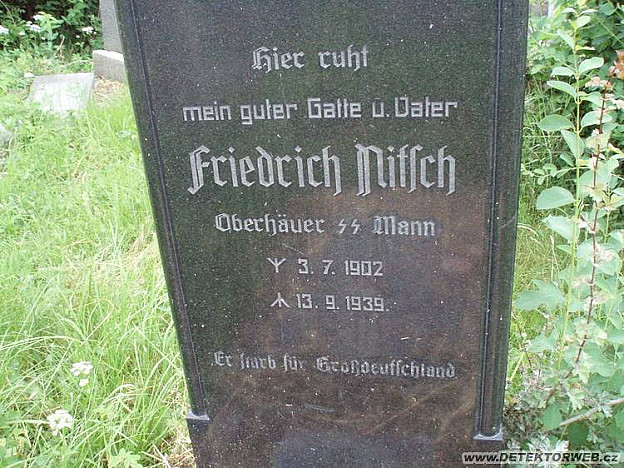 Hier ruht
mein guter Gatte u. Vater
Friedrich Nitsch
Oberhäuer ᛋᛋ Mann
ᛉ 3. 7. 1902
ᛣ 13. 9. 1939.
Er starb für Großdeutschland
WWW.DETEKTORWEB.CZ